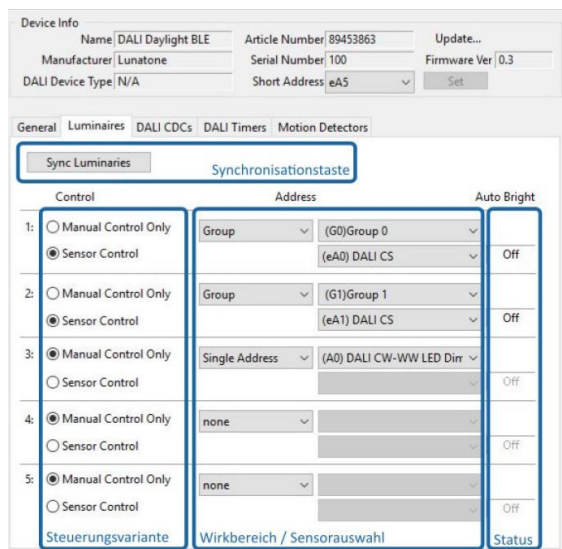 Device Info
Name DALI Daylight BLE Article Number 89453863 Update...
Manufacturer Lunatone Serial Number 100 Firmware Ver 0.3
DALI Device Type N/A Short Address eA5 Set
General Luminaires DALI CDCs DALI Timers Motion Detectors
Sync Luminaries Synchronisationstaste
Control Address Auto Bright
1: Manual Control Only Group (G0)Group 0
Sensor Control (eA0) DALI CS Off
2: Manual Control Only Group (G1)Group 1
Sensor Control (eA1) DALI CS Off
3: Manual Control Only Single Address (A0) DALI CW-WW LED Dim
Sensor Control Off
4: Manual Control Only none
Sensor Control Off
5: Manual Control Only none
Sensor Control Off
Steuerungsvariante Wirkbereich / Sensorauswahl Status